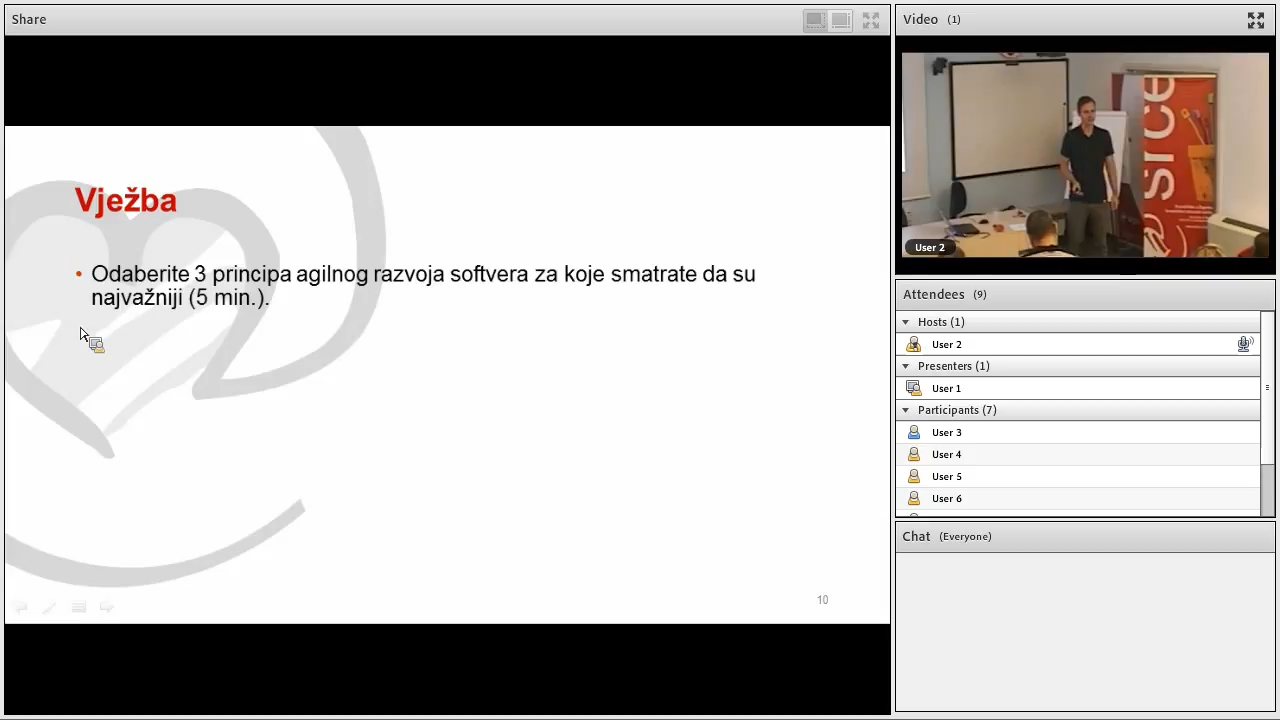 Share
Vježba
• Odaberite 3 principa agilnog razvoja softvera za koje smatrate da su
najvažniji (5 min.).
10
Video (1)
srce
User 2
Attendees (9)
Hosts (1)
User 2
Presenters (1)
User 1
Participants (7)
User 3
User 4
User 5
User 6
Chat (Everyone)